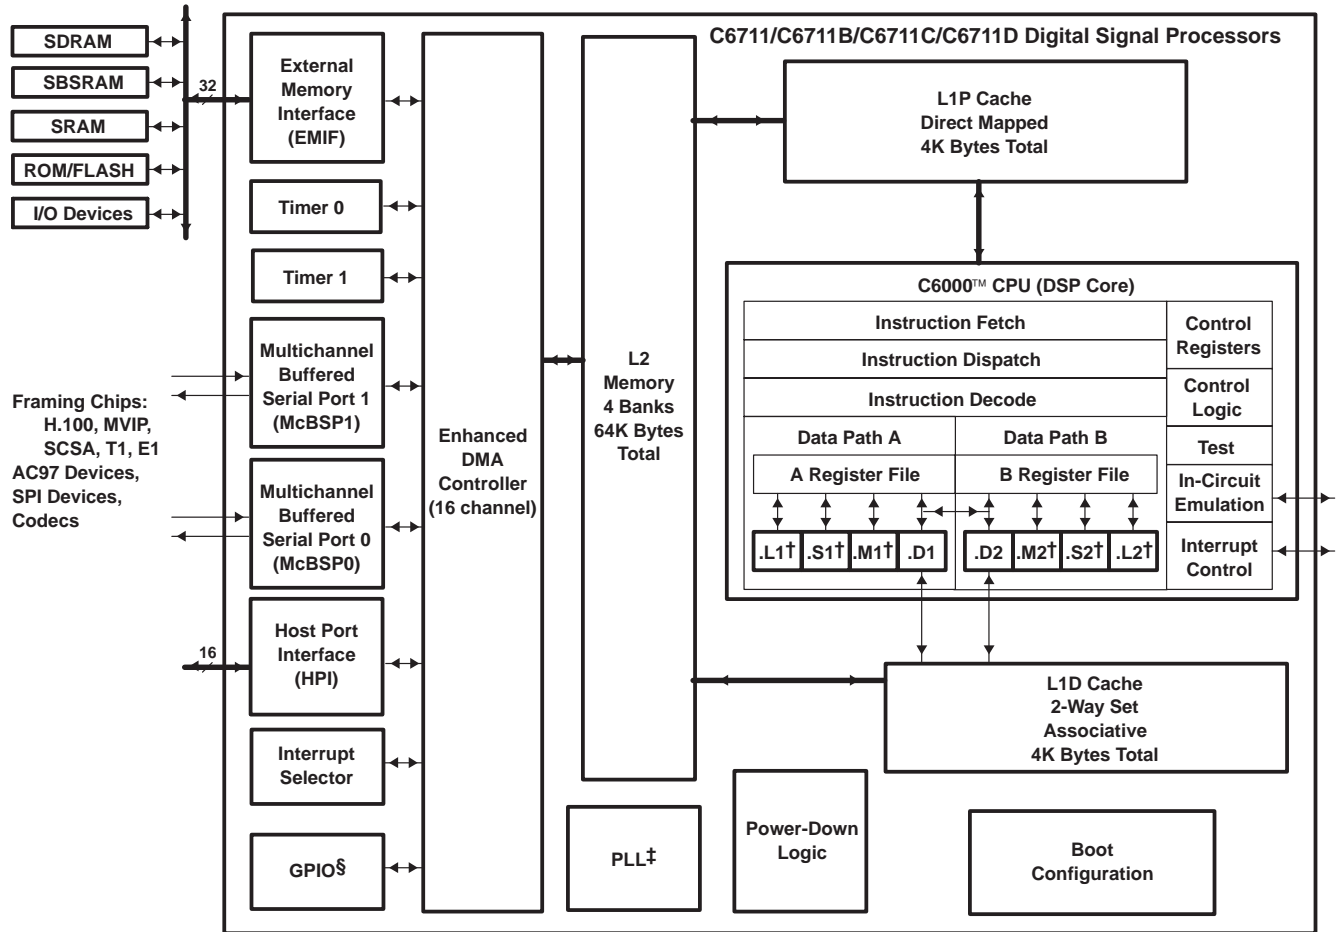 C6711/C6711B/C6711C/C6711D Digital Signal Processors
SDRAM
SBSRAM
SRAM
ROM/FLASH
I/O Devices
32
External
Memory
Interface
(EMIF)
Timer 0
Timer 1
Framing Chips:
H.100, MVIP,
SCSA, T1, E1
AC97 Devices,
SPI Devices,
Codecs
Multichannel
Buffered
Serial Port 1
(McBSP1)
Multichannel
Buffered
Serial Port 0
(McBSP0)
16
Host Port
Interface
(HPI)
Interrupt
Selector
GPIO§
Enhanced
DMA
Controller
(16 channel)
L2
Memory
4 Banks
64K Bytes
Total
PLL‡
L1P Cache
Direct Mapped
4K Bytes Total
C6000™ CPU (DSP Core)
Instruction Fetch
Instruction Dispatch
Instruction Decode
Data Path A
Data Path B
A Register File
B Register File
.L1† .S1† .M1† .D1
.D2 .M2† .S2† .L2†
Control
Registers
Control
Logic
Test
In-Circuit
Emulation
Interrupt
Control
L1D Cache
2-Way Set
Associative
4K Bytes Total
Power-Down
Logic
Boot
Configuration